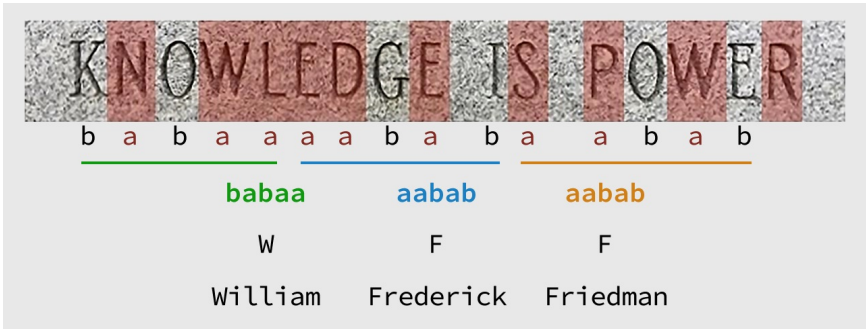 KNOWLEDGE IS POWER
b a b a a a a b a b a a b a b
babaa aabab aabab
W F F
William Frederick Friedman